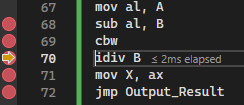 67 mov al, A
68 sub al, B
69 cbw
70 idiv B ≤ 2ms elapsed
71 mov X, ax
72 jmp Output_Result